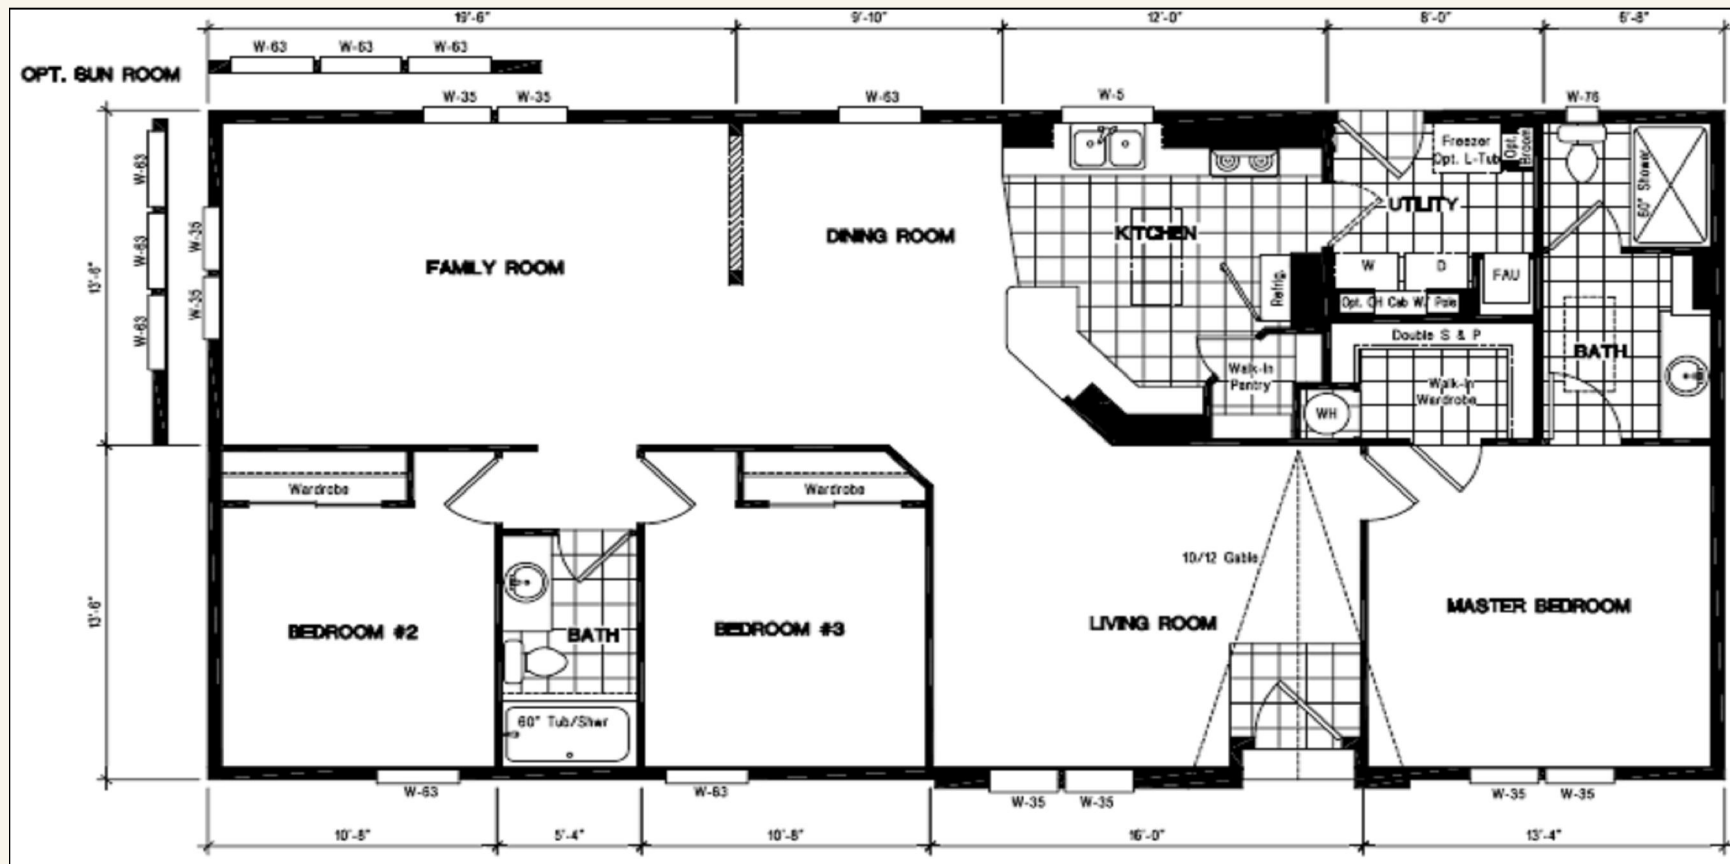 19'-6" 9'-10" 12'-0" 8'-0" 6'-8"
W-63 W-63 W-63
OPT. SUN ROOM
W-35 W-35 W-63 W-5 W-76
W-63
W-63
W-63
W-35
W-35
13'-6"
13'-6"
FAMILY ROOM
DINING ROOM
KITCHEN
Refrig.
Walk-In
Pantry
UTILITY
Freezer
Opt. L-Tub
Opt.
Broom
W D FAU
Opt. OH Cab W/ Pole
Double S & P
Walk-In
Wardrobe
WH
60" Shower
BATH
Wardrobe
Wardrobe
BEDROOM #2
BATH
60" Tub/Shwr
BEDROOM #3
10/12 Gable
LIVING ROOM
MASTER BEDROOM
W-63 W-63 W-35 W-35 W-35 W-35
10'-8" 5'-4" 10'-8" 16'-0" 13'-4"